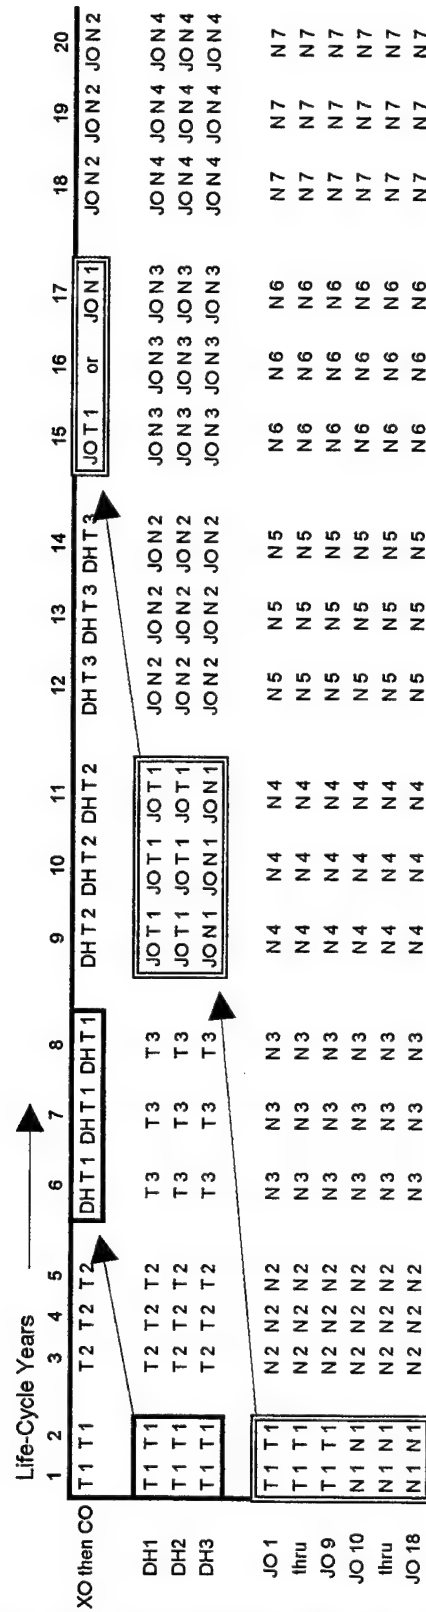 Life-Cycle Years
1 2 3 4 5 6 7 8 9 10 11 12 13 14 15 16 17 18 19 20
XO then CO T1 T1 T2 T2 T2 DHT1 DHT1 DHT1 DHT2 DHT2 DHT2 DHT3 DHT3 DHT3 JOT1 or JON1 JON2 JON2 JON2
DH1 T1 T1 T2 T2 T2 T3 T3 T3 JOT1 JOT1 JOT1 JON2 JON2 JON2 JON3 JON3 JON3 JON4 JON4 JON4
DH2 T1 T1 T2 T2 T2 T3 T3 T3 JOT1 JOT1 JOT1 JON2 JON2 JON2 JON3 JON3 JON3 JON4 JON4 JON4
DH3 T1 T1 T2 T2 T2 T3 T3 T3 JON1 JON1 JON1 JON2 JON2 JON2 JON3 JON3 JON3 JON4 JON4 JON4
JO 1 T1 T1 N2 N2 N2 N3 N3 N3 N4 N4 N4 N5 N5 N5 N6 N6 N6 N7 N7 N7
thru T1 T1 N2 N2 N2 N3 N3 N3 N4 N4 N4 N5 N5 N5 N6 N6 N6 N7 N7 N7
JO 9 T1 T1 N2 N2 N2 N3 N3 N3 N4 N4 N4 N5 N5 N5 N6 N6 N6 N7 N7 N7
JO 10 N1 N1 N2 N2 N2 N3 N3 N3 N4 N4 N4 N5 N5 N5 N6 N6 N6 N7 N7 N7
thru N1 N1 N2 N2 N2 N3 N3 N3 N4 N4 N4 N5 N5 N5 N6 N6 N6 N7 N7 N7
JO 18 N1 N1 N2 N2 N2 N3 N3 N3 N4 N4 N4 N5 N5 N5 N6 N6 N6 N7 N7 N7